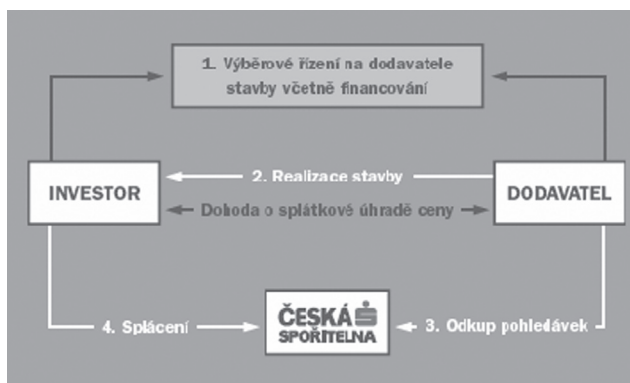 1. Výběrové řízení na dodavatele
stavby včetně financování
2. Realizace stavby
INVESTOR
DODAVATEL
Dohoda o splátkové úhradě ceny
ČESKÁ
SPOŘITELNA
4. Splácení
3. Odkup pohledávek